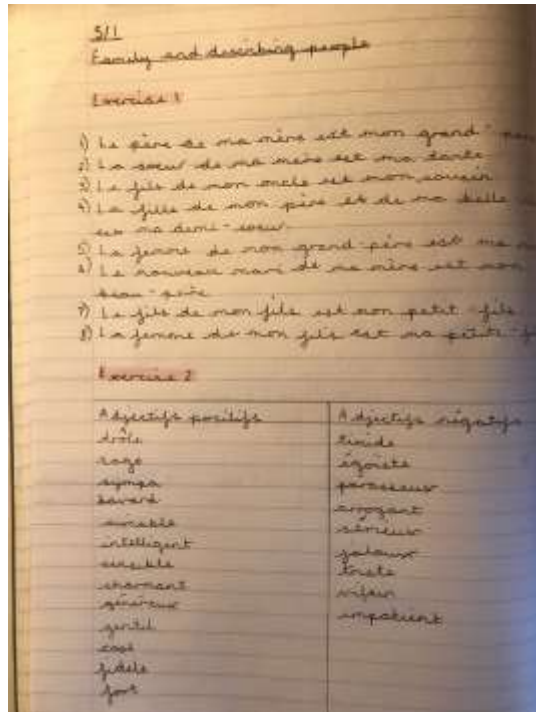 5/1
Family and describing people
Exercise 1
1) Le père de ma mère est mon grand-
2) La soeur de ma mère est ma tante
3) Le fils de mon oncle est mon cousin
4) La fille de mon père et de ma belle
est ma demi-soeur
5) La femme de mon grand-père est ma
6) Le nouveau mari de ma mère est mon
beau-père
7) Le fils de mon fils est mon petit-fils
8) La femme de mon fils est ma petite-
Exercise 2
Adjectifs positifs
drôle
sage
sympa
bavard
aimable
intelligent
sensible
charmant
généreux
gentil
cool
fidèle
fort
Adjectifs négatifs
timide
égoïste
paresseux
arrogant
sérieux
jaloux
triste
vilain
impatient